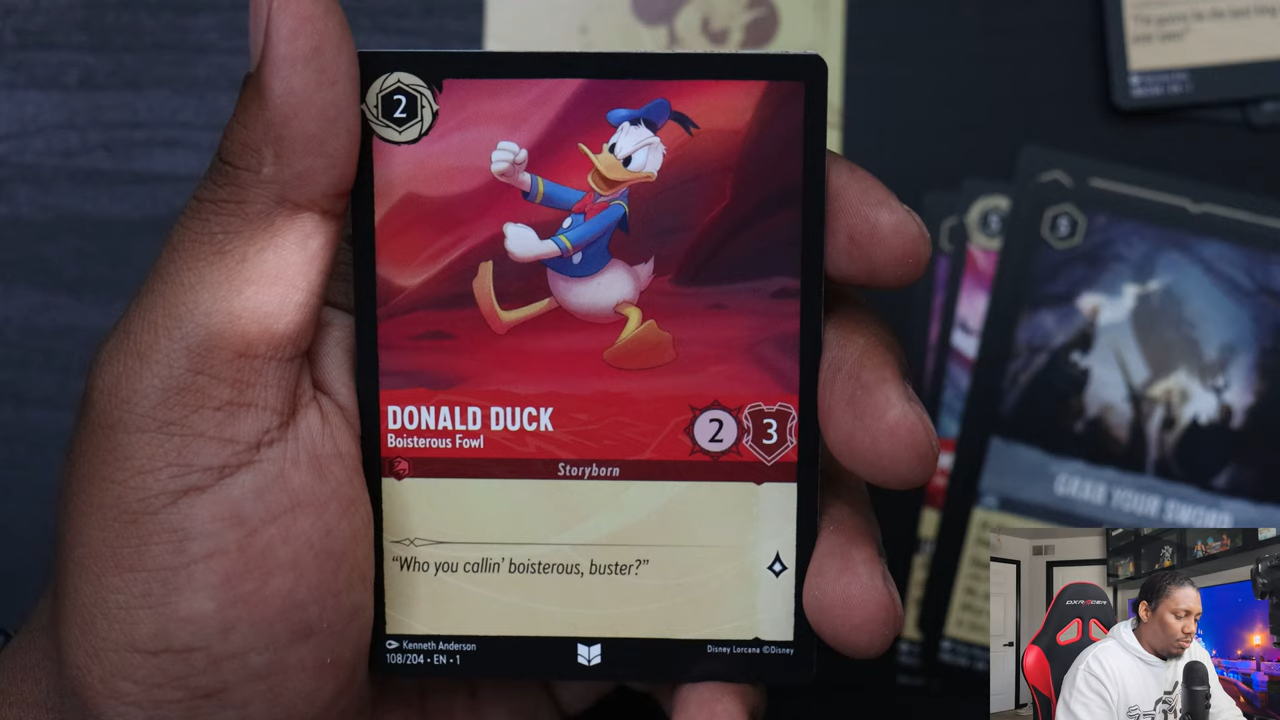 2
DONALD DUCK
Boisterous Fowl
2
3
Storyborn
“Who you callin’ boisterous, buster?”
Kenneth Anderson
108/204 • EN • 1
Disney Lorcana ©Disney
GRAB YOUR SWORD
DXRACER